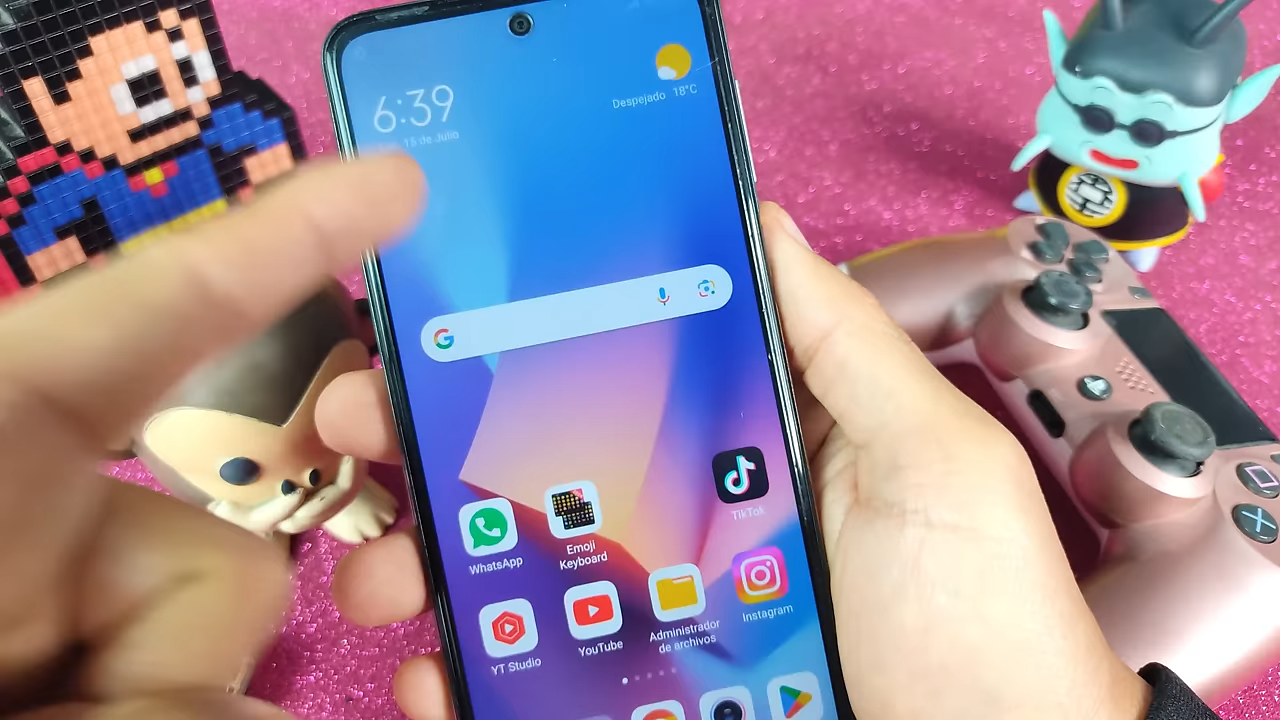 6:39
15 de Julio
Despejado 18°C
WhatsApp
Emoji
Keyboard
TikTok
YT Studio
YouTube
Administrador
de archivos
Instagram